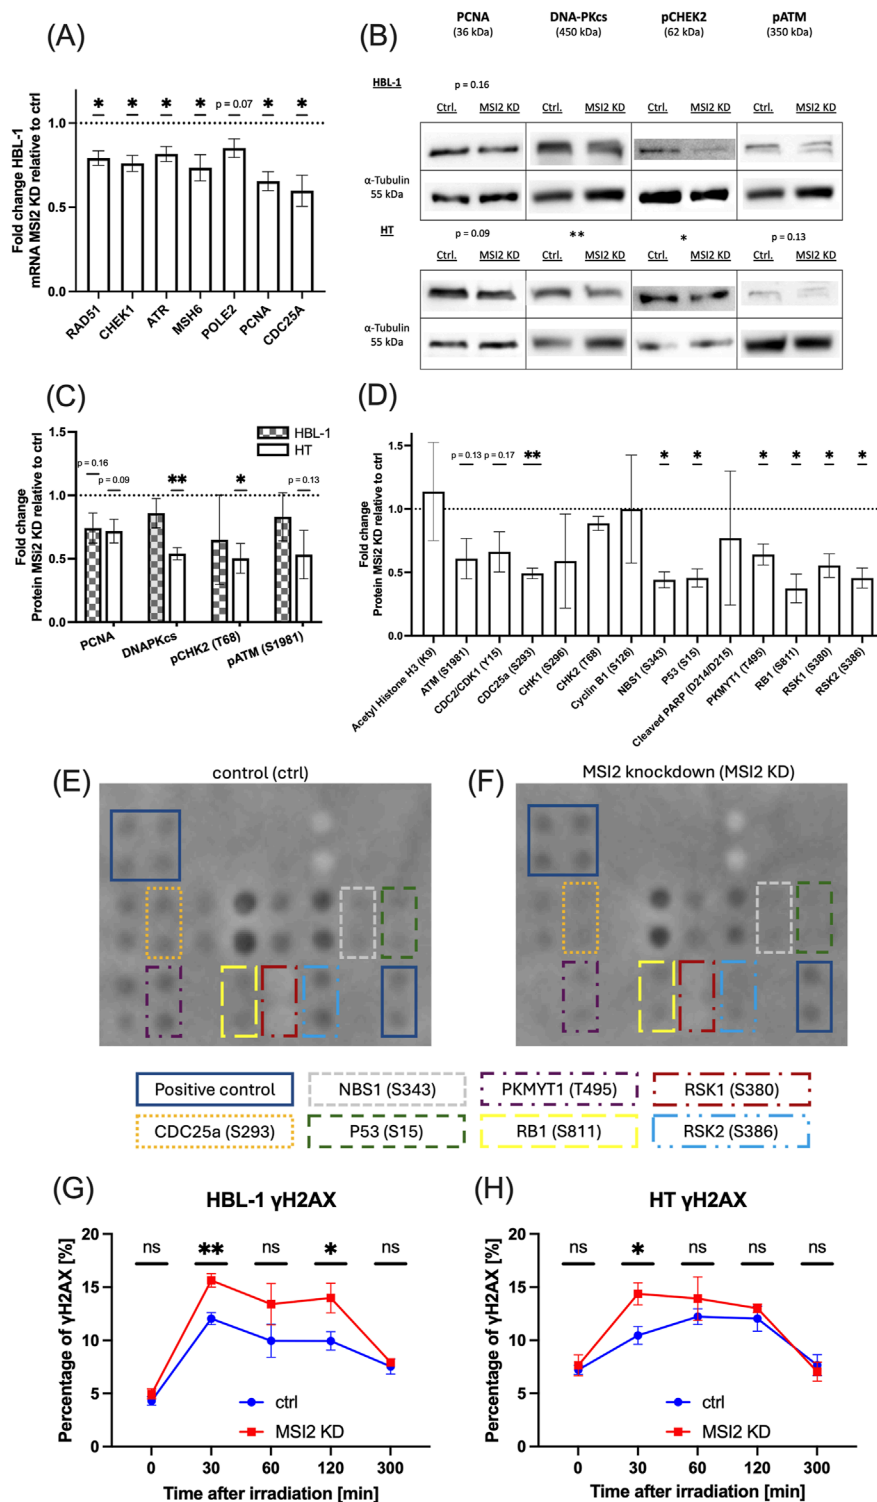 (A)
Fold change HBL-1
mRNA MSI2 KD relative to ctrl
1.0
0.5
0.0
* * * * p = 0.07 * *
RAD51
CHEK1
ATR
MSH6
POLE2
PCNA
CDC25A
(B)
PCNA DNA-PKcs pCHEK2 pATM
(36 kDa) (450 kDa) (62 kDa) (350 kDa)
HBL-1
p = 0.16
Ctrl. MSI2 KD Ctrl. MSI2 KD Ctrl. MSI2 KD Ctrl. MSI2 KD
α-Tubulin
55 kDa
HT
p = 0.09 ** * p = 0.13
Ctrl. MSI2 KD Ctrl. MSI2 KD Ctrl. MSI2 KD Ctrl. MSI2 KD
α-Tubulin
55 kDa
(C)
Fold change
Protein MSi2 KD relative to ctrl
1.5
1.0
0.5
0.0
HBL-1
HT
p = 0.16
p = 0.09
**
*
p = 0.13
PCNA
DNAPKcs
pCHK2 (T68)
pATM (S1981)
(D)
Fold change
Protein MSI2 KD relative to ctrl
1.5
1.0
0.5
0.0
p = 0.13 p = 0.17 ** * * * * * *
Acetyl Histone H3 (K9)
ATM (S1981)
CDC2/CDK1 (Y15)
CDC25a (S293)
CHK1 (S296)
CHK2 (T68)
Cyclin B1 (S126)
NBS1 (S343)
P53 (S15)
Cleaved PARP (D214/D215)
PKMYT1 (T495)
RB1 (S811)
RSK1 (S380)
RSK2 (S386)
(E)
control (ctrl)
(F)
MSI2 knockdown (MSI2 KD)
Positive control
NBS1 (S343)
PKMYT1 (T495)
RSK1 (S380)
CDC25a (S293)
P53 (S15)
RB1 (S811)
RSK2 (S386)
(G)
HBL-1 γH2AX
Percentage of γH2AX [%]
20
15
10
5
0
ns ** ns * ns
ctrl
MSI2 KD
0 30 60 120 300
Time after irradiation [min]
(H)
HT γH2AX
Percentage of γH2AX [%]
20
15
10
5
0
ns * ns ns ns
ctrl
MSI2 KD
0 30 60 120 300
Time after irradiation [min]